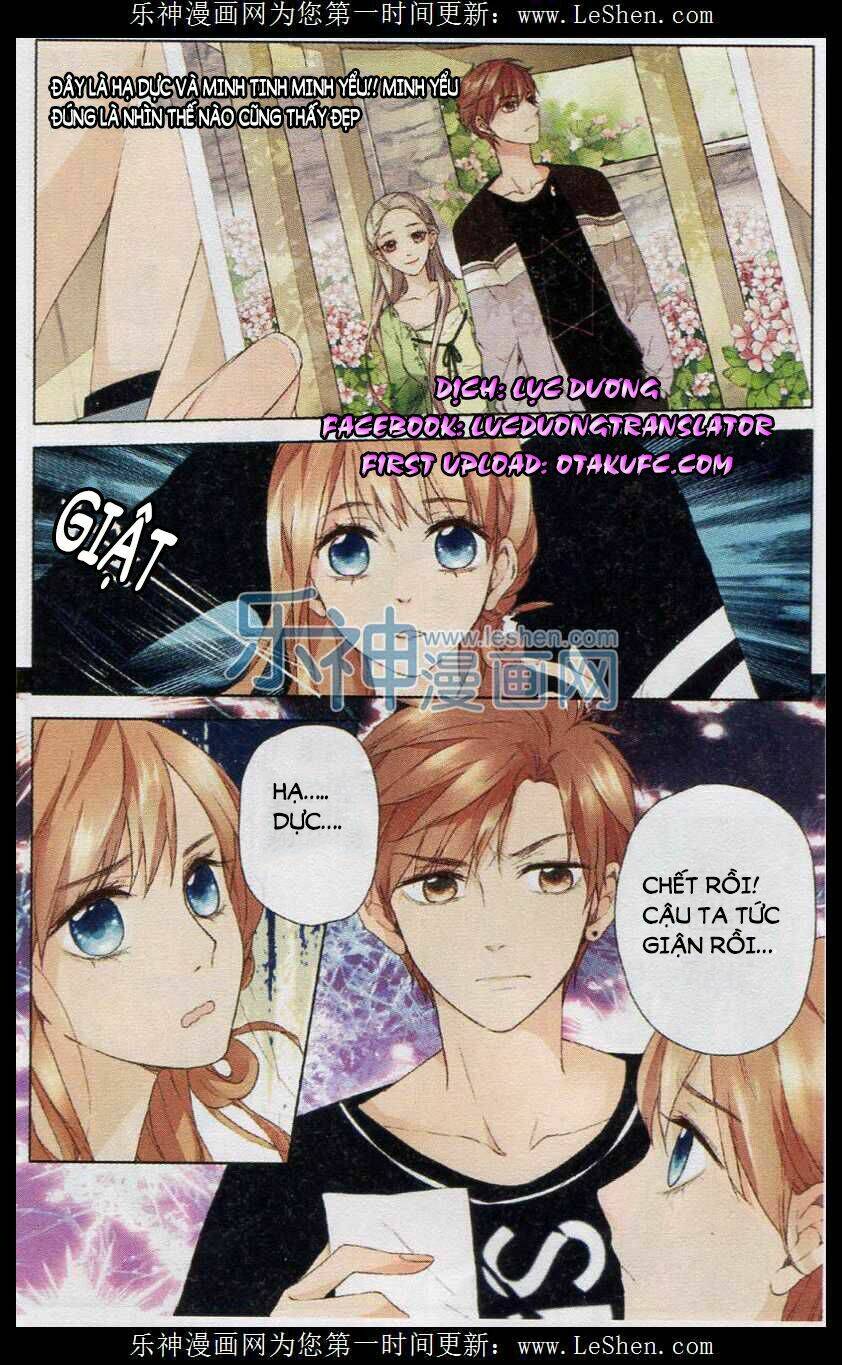 乐神漫画网为您第一时间更新：www.LeShen.com
ĐÂY LÀ HẠ DỰC VÀ MINH TINH MINH YỂU!! MINH YỂU
ĐÚNG LÀ NHÌN THẾ NÀO CŨNG THẤY ĐẸP
DỊCH: LỤC DƯƠNG
FACEBOOK: LUCDUONGTRANSLATOR
FIRST UPLOAD: OTAKUFC.COM
GIẬT
www.leshen.com
乐神漫画网
HẠ.....
DỰC....
CHẾT RỒI!
CẬU TA TỨC
GIẬN RỒI...
乐神漫画网为您第一时间更新：www.LeShen.com